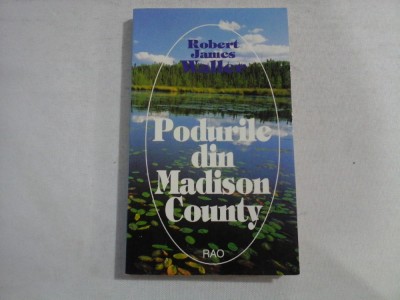 Robert
James
Waller
Podurile
din
Madison
County
RAO